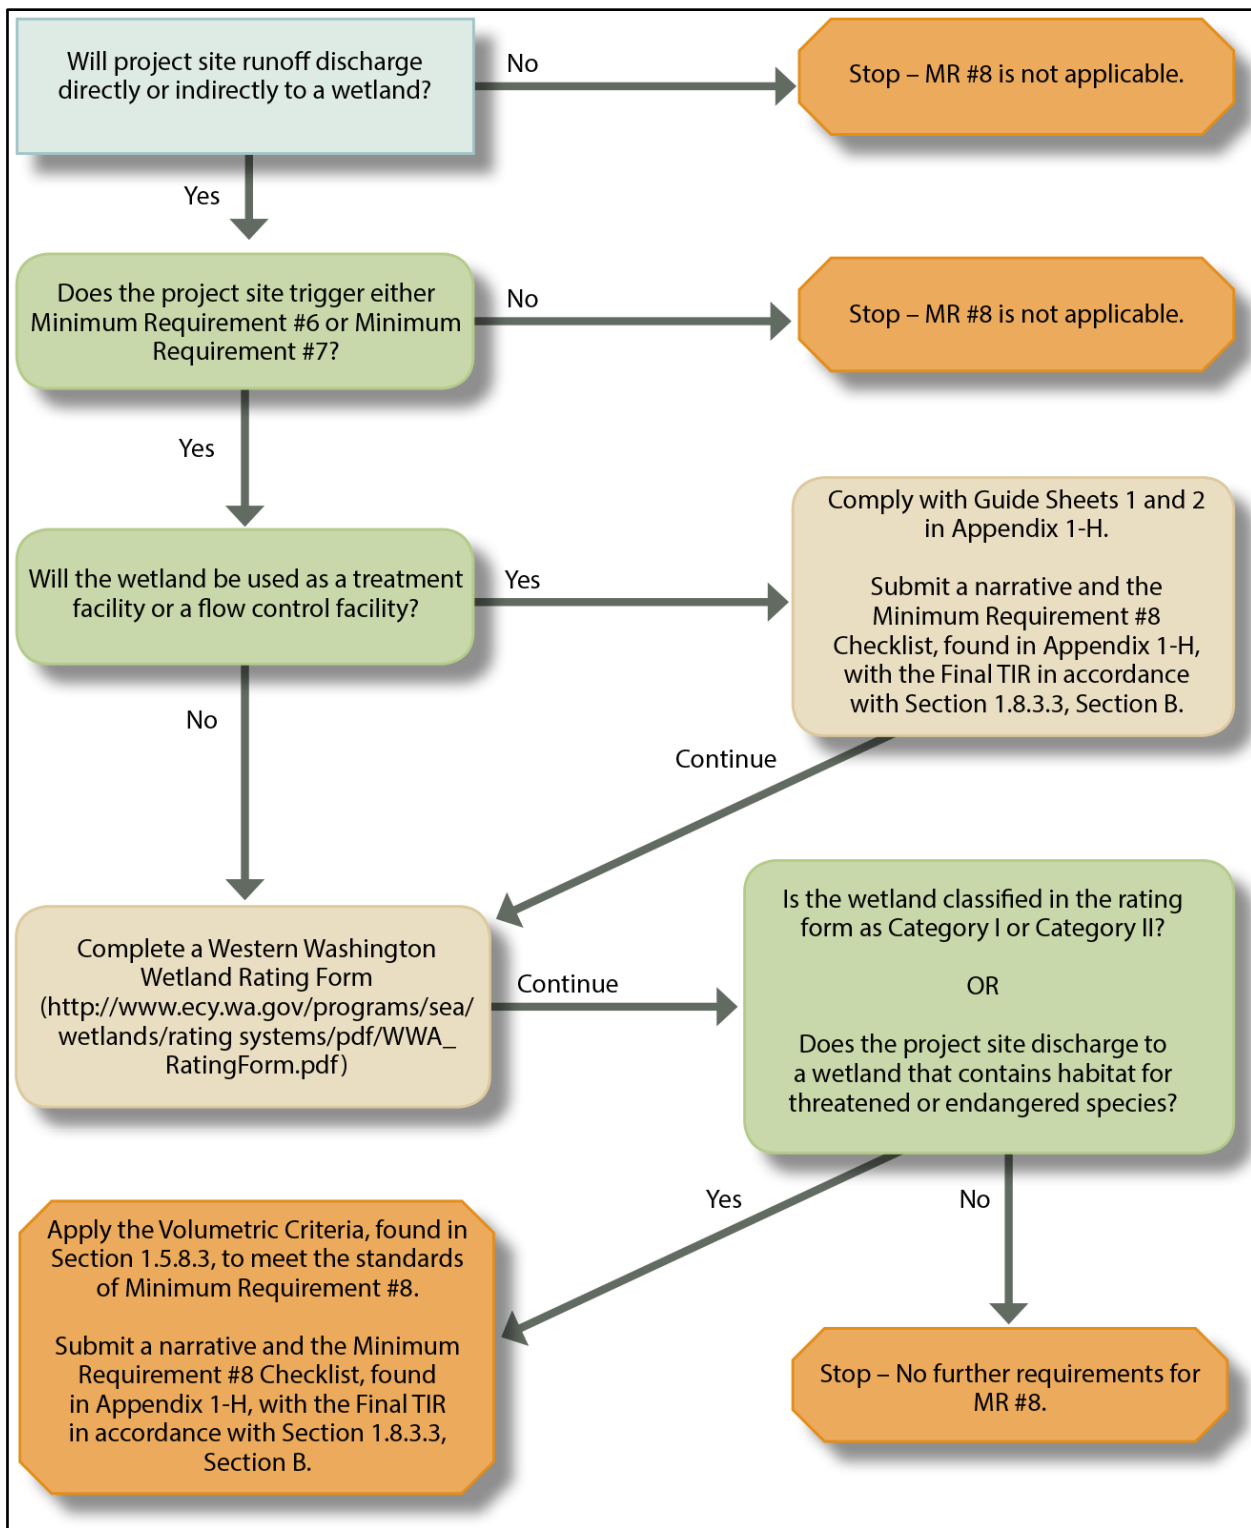 Will project site runoff discharge
directly or indirectly to a wetland?
No
Stop – MR #8 is not applicable.
Yes
Does the project site trigger either
Minimum Requirement #6 or Minimum
Requirement #7?
No
Stop – MR #8 is not applicable.
Yes
Will the wetland be used as a treatment
facility or a flow control facility?
Yes
Comply with Guide Sheets 1 and 2
in Appendix 1-H.
Submit a narrative and the
Minimum Requirement #8
Checklist, found in Appendix 1-H,
with the Final TIR in accordance
with Section 1.8.3.3, Section B.
No
Continue
Complete a Western Washington
Wetland Rating Form
(http://www.ecy.wa.gov/programs/sea/
wetlands/rating systems/pdf/WWA_
RatingForm.pdf)
Continue
Is the wetland classified in the rating
form as Category I or Category II?
OR
Does the project site discharge to
a wetland that contains habitat for
threatened or endangered species?
Yes
No
Apply the Volumetric Criteria, found in
Section 1.5.8.3, to meet the standards
of Minimum Requirement #8.
Submit a narrative and the Minimum
Requirement #8 Checklist, found
in Appendix 1-H, with the Final TIR
in accordance with Section 1.8.3.3,
Section B.
Stop – No further requirements for
MR #8.